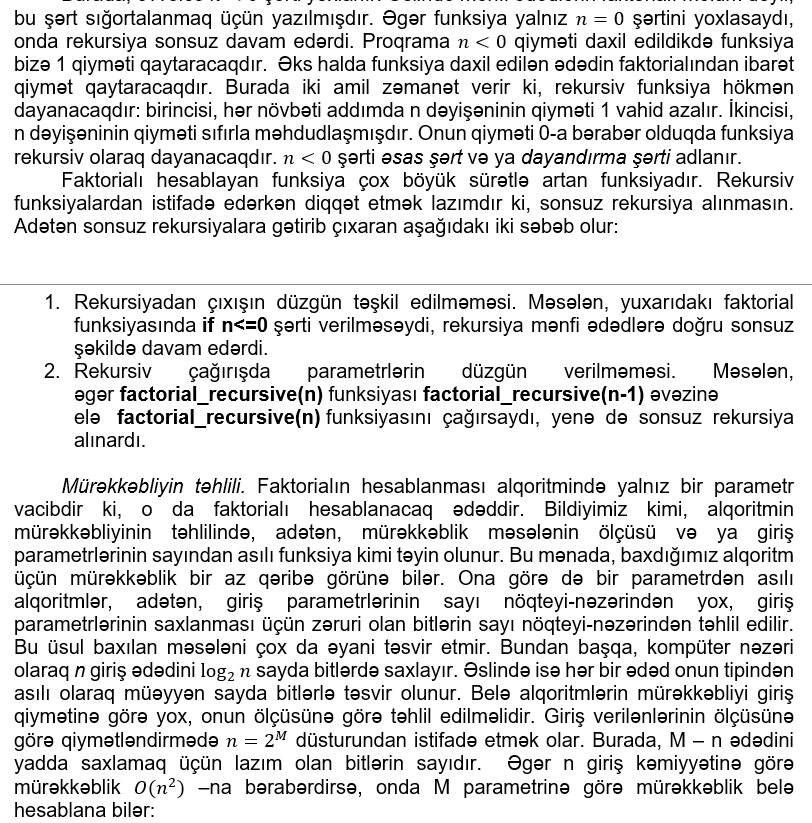 bu şərt sığortalanmaq üçün yazılmışdır. Əgər funksiya yalnız n = 0 şərtini yoxlasaydı,
onda rekursiya sonsuz davam edərdi. Proqrama n < 0 qiyməti daxil edildikdə funksiya
bizə 1 qiyməti qaytaracaqdır. Əks halda funksiya daxil edilən ədədin faktorialından ibarət
qiymət qaytaracaqdır. Burada iki amil zəmanət verir ki, rekursiv funksiya hökmən
dayanacaqdır: birincisi, hər növbəti addımda n dəyişəninin qiyməti 1 vahid azalır. İkincisi,
n dəyişəninin qiyməti sıfırla məhdudlaşmışdır. Onun qiyməti 0-a bərabər olduqda funksiya
rekursiv olaraq dayanacaqdır. n < 0 şərti əsas şərt və ya dayandırma şərti adlanır.
Faktorialı hesablayan funksiya çox böyük sürətlə artan funksiyadır. Rekursiv
funksiyalardan istifadə edərkən diqqət etmək lazımdır ki, sonsuz rekursiya alınmasın.
Adətən sonsuz rekursiyalara gətirib çıxaran aşağıdakı iki səbəb olur:
1. Rekursiyadan çıxışın düzgün təşkil edilməməsi. Məsələn, yuxarıdakı faktorial
funksiyasında if n<=0 şərti verilməsəydi, rekursiya mənfi ədədlərə doğru sonsuz
şəkildə davam edərdi.
2. Rekursiv çağırışda parametrlərin düzgün verilməməsi. Məsələn,
əgər factorial_recursive(n) funksiyası factorial_recursive(n-1) əvəzinə
elə factorial_recursive(n) funksiyasını çağırsaydı, yenə də sonsuz rekursiya
alınardı.
Mürəkkəbliyin təhlili. Faktorialın hesablanması alqoritmində yalnız bir parametr
vacibdir ki, o da faktorialı hesablanacaq ədəddir. Bildiyimiz kimi, alqoritmin
mürəkkəbliyinin təhlilində, adətən, mürəkkəblik məsələnin ölçüsü və ya giriş
parametrlərinin sayından asılı funksiya kimi təyin olunur. Bu mənada, baxdığımız alqoritm
üçün mürəkkəblik bir az qəribə görünə bilər. Ona görə də bir parametrdən asılı
alqoritmlər, adətən, giriş parametrlərinin sayı nöqteyi-nəzərindən yox, giriş
parametrlərinin saxlanması üçün zəruri olan bitlərin sayı nöqteyi-nəzərindən təhlil edilir.
Bu üsul baxılan məsələni çox da əyani təsvir etmir. Bundan başqa, kompüter nəzəri
olaraq n giriş ədədini log₂ n sayda bitlərdə saxlayır. Əslində isə hər bir ədəd onun tipindən
asılı olaraq müəyyən sayda bitlərlə təsvir olunur. Belə alqoritmlərin mürəkkəbliyi giriş
qiymətinə görə yox, onun ölçüsünə görə təhlil edilməlidir. Giriş verilənlərinin ölçüsünə
görə qiymətləndirmədə n = 2ᴹ düsturundan istifadə etmək olar. Burada, M – n ədədini
yadda saxlamaq üçün lazım olan bitlərin sayıdır. Əgər n giriş kəmiyyətinə görə
mürəkkəblik O(n²) –na bərabərdirsə, onda M parametrinə görə mürəkkəblik belə
hesablana bilər: